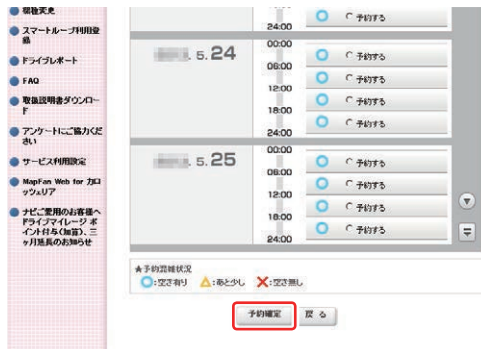 機種変更
スマートループ利用登
録
ドライブレポート
FAQ
取扱説明書ダウンロー
ド
アンケートにご協力くだ
さい
サービス利用設定
MapFan Web for カロ
ッツェリア
ナビご愛用のお客様へ
ドライブマイレージ ポ
イント付与(加算)、三
ヶ月延長のお知らせ
24:00
予約する
5.24
00:00
06:00
12:00
18:00
24:00
予約する
予約する
予約する
予約する
5.25
00:00
06:00
12:00
18:00
24:00
予約する
予約する
予約する
予約する
★予約混雑状況
:空き有り :あと少し :空き無し
予約確定 戻 る